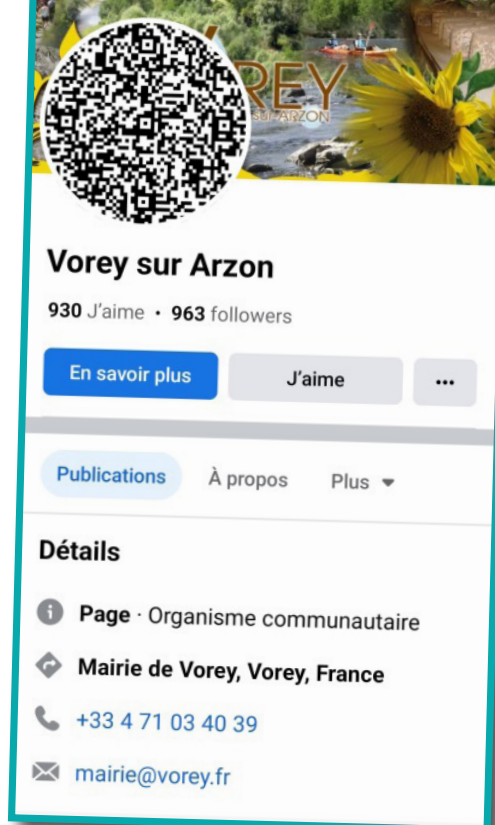 REY
SUR-ARZON
Vorey sur Arzon
930 J'aime · 963 followers
En savoir plus
J'aime
...
Publications
À propos
Plus
Détails
Page · Organisme communautaire
Mairie de Vorey, Vorey, France
+33 4 71 03 40 39
mairie@vorey.fr